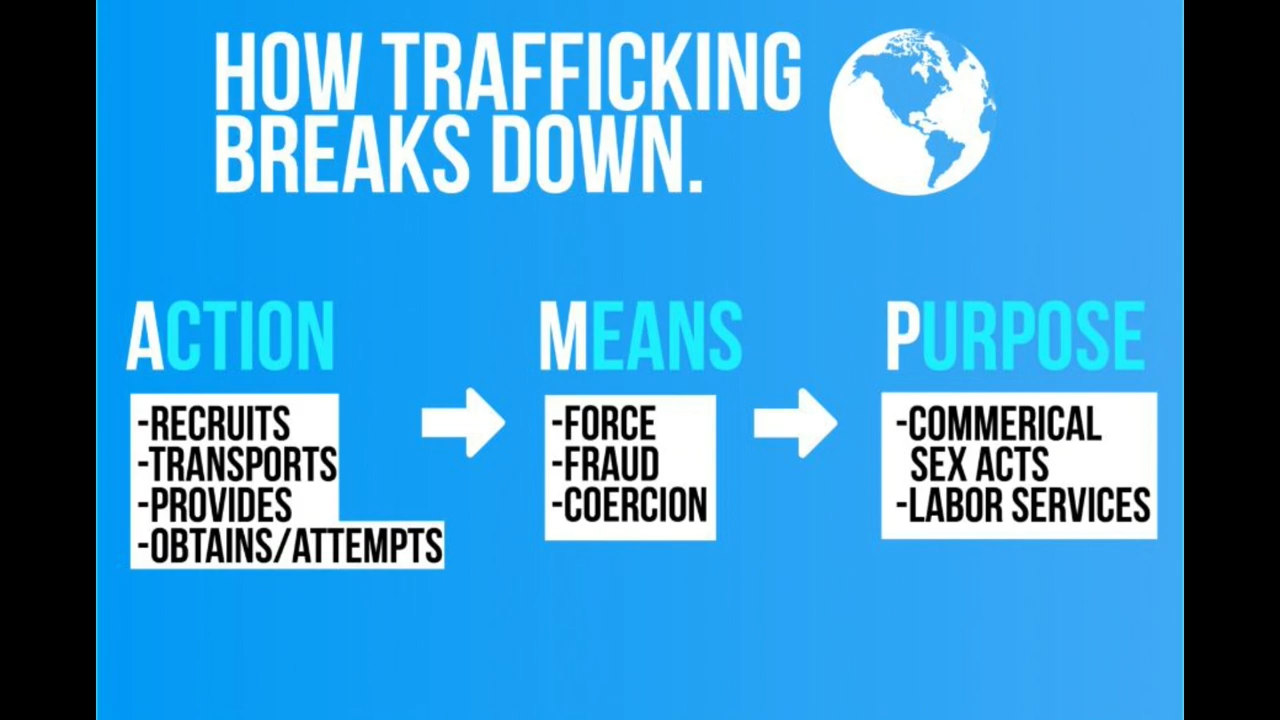 HOW TRAFFICKING
BREAKS DOWN.
ACTION
-RECRUITS
-TRANSPORTS
-PROVIDES
-OBTAINS/ATTEMPTS
MEANS
-FORCE
-FRAUD
-COERCION
PURPOSE
-COMMERICAL
SEX ACTS
-LABOR SERVICES